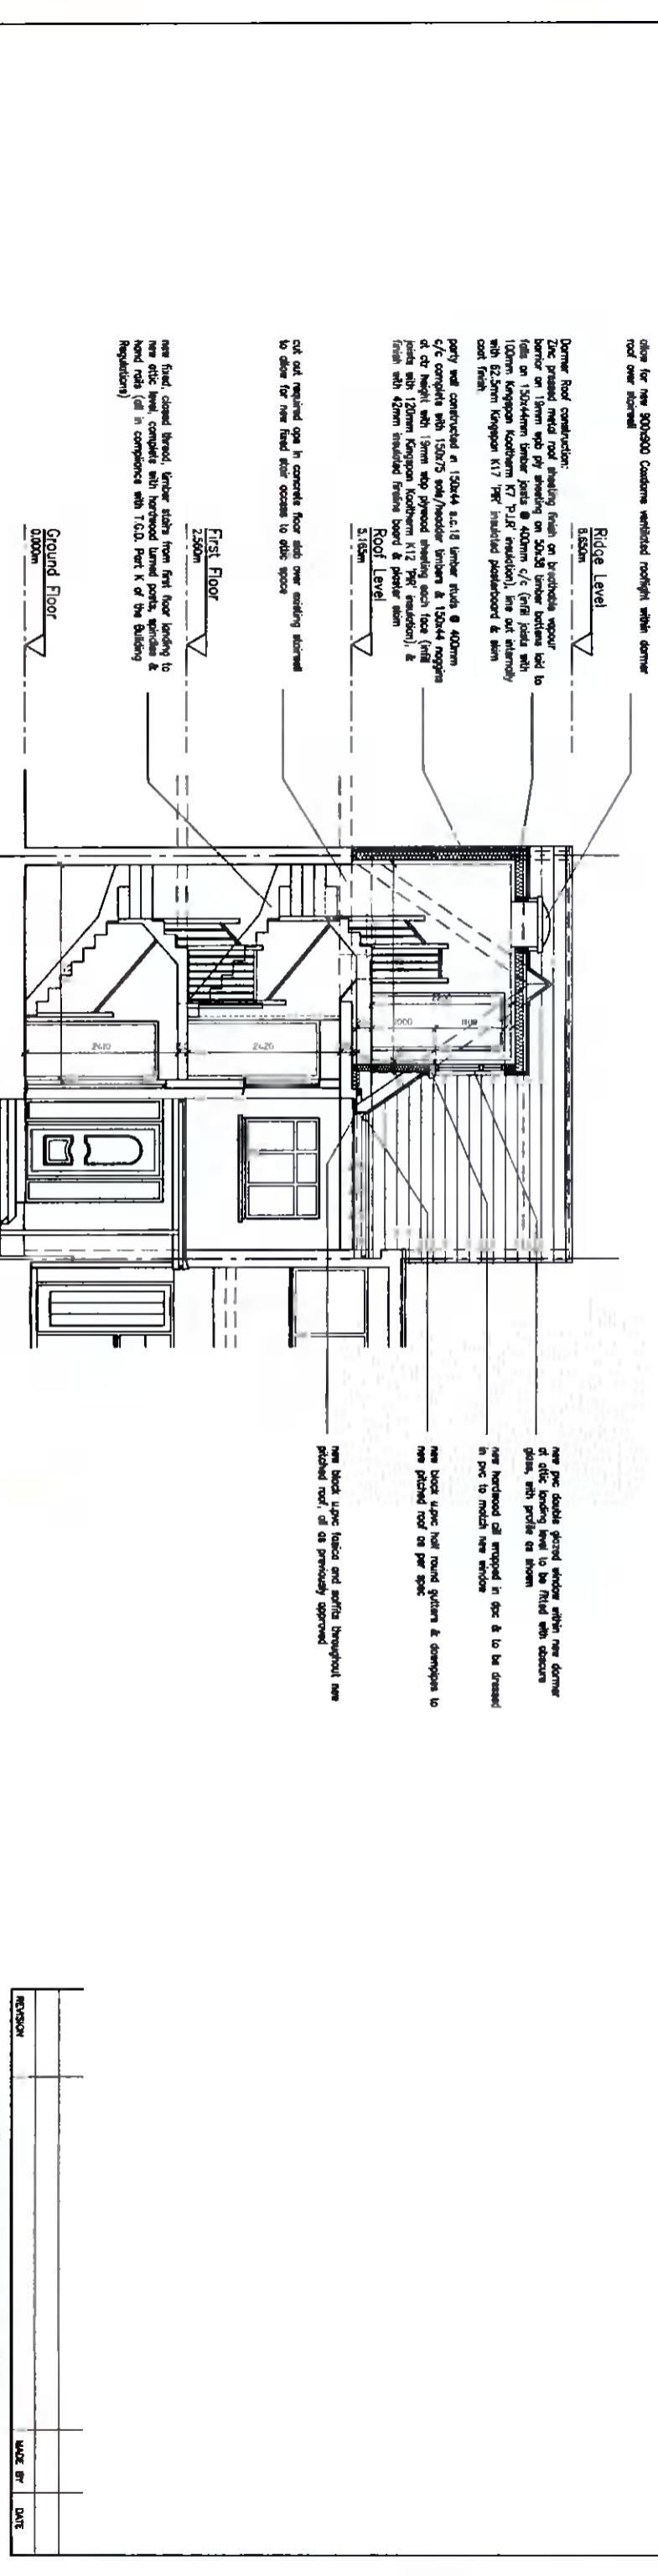 allow for new 900x900 Coxdome ventilated rooflight within dormer
roof over stairwell
Ridge Level
8.650m
Dormer Roof construction:
Zinc pressed metal roof sheeting finish on breathable vapour
barrier on 19mm wbp ply sheeting on 50x38 timber battens laid to
falls on 150x44mm timber joists @ 400mm c/c (infill joists with
100mm Kingspan Kooltherm K7 'P.I.R' insulation), line out internally
with 62.5mm Kingspan K17 'PIR' insulated plasterboard & skim
coat finish.
party wall constructed in 150x44 s.c.16 timber studs @ 400mm
c/c complete with 150x75 sole/header timbers & 150x44 noggins
at ctr height with 19mm wbp plywood sheeting each face (infill
joists with 120mm Kingspan Kooltherm K12 'PIR' insulation), &
finish with 42mm insulated fireline board & plaster skim
Roof Level
5.165m
cut out required ope in concrete floor slab over existing stairwell
to allow for new fixed stair access to attic space
First Floor
2.560m
new fixed, closed thread, timber stairs from first floor landing to
new attic level, complete with hardwood turned posts, spindles &
hand rails (all in compliance with T.G.D. Part K of the Building
Regulations)
Ground Floor
0.000m
2410
2420
1100
new pvc double glazed window within new dormer
at attic landing level to be fitted with obscure
glass, with profile as shown
new hardwood cill wrapped in dpc & to be dressed
in pvc to match new window
new black u.pvc half round gutters & downpipes to
new pitched roof as per spec
new black u.pvc fasica and soffits throughout new
pitched roof, all as previously approved
REVISION
MADE BY
DATE